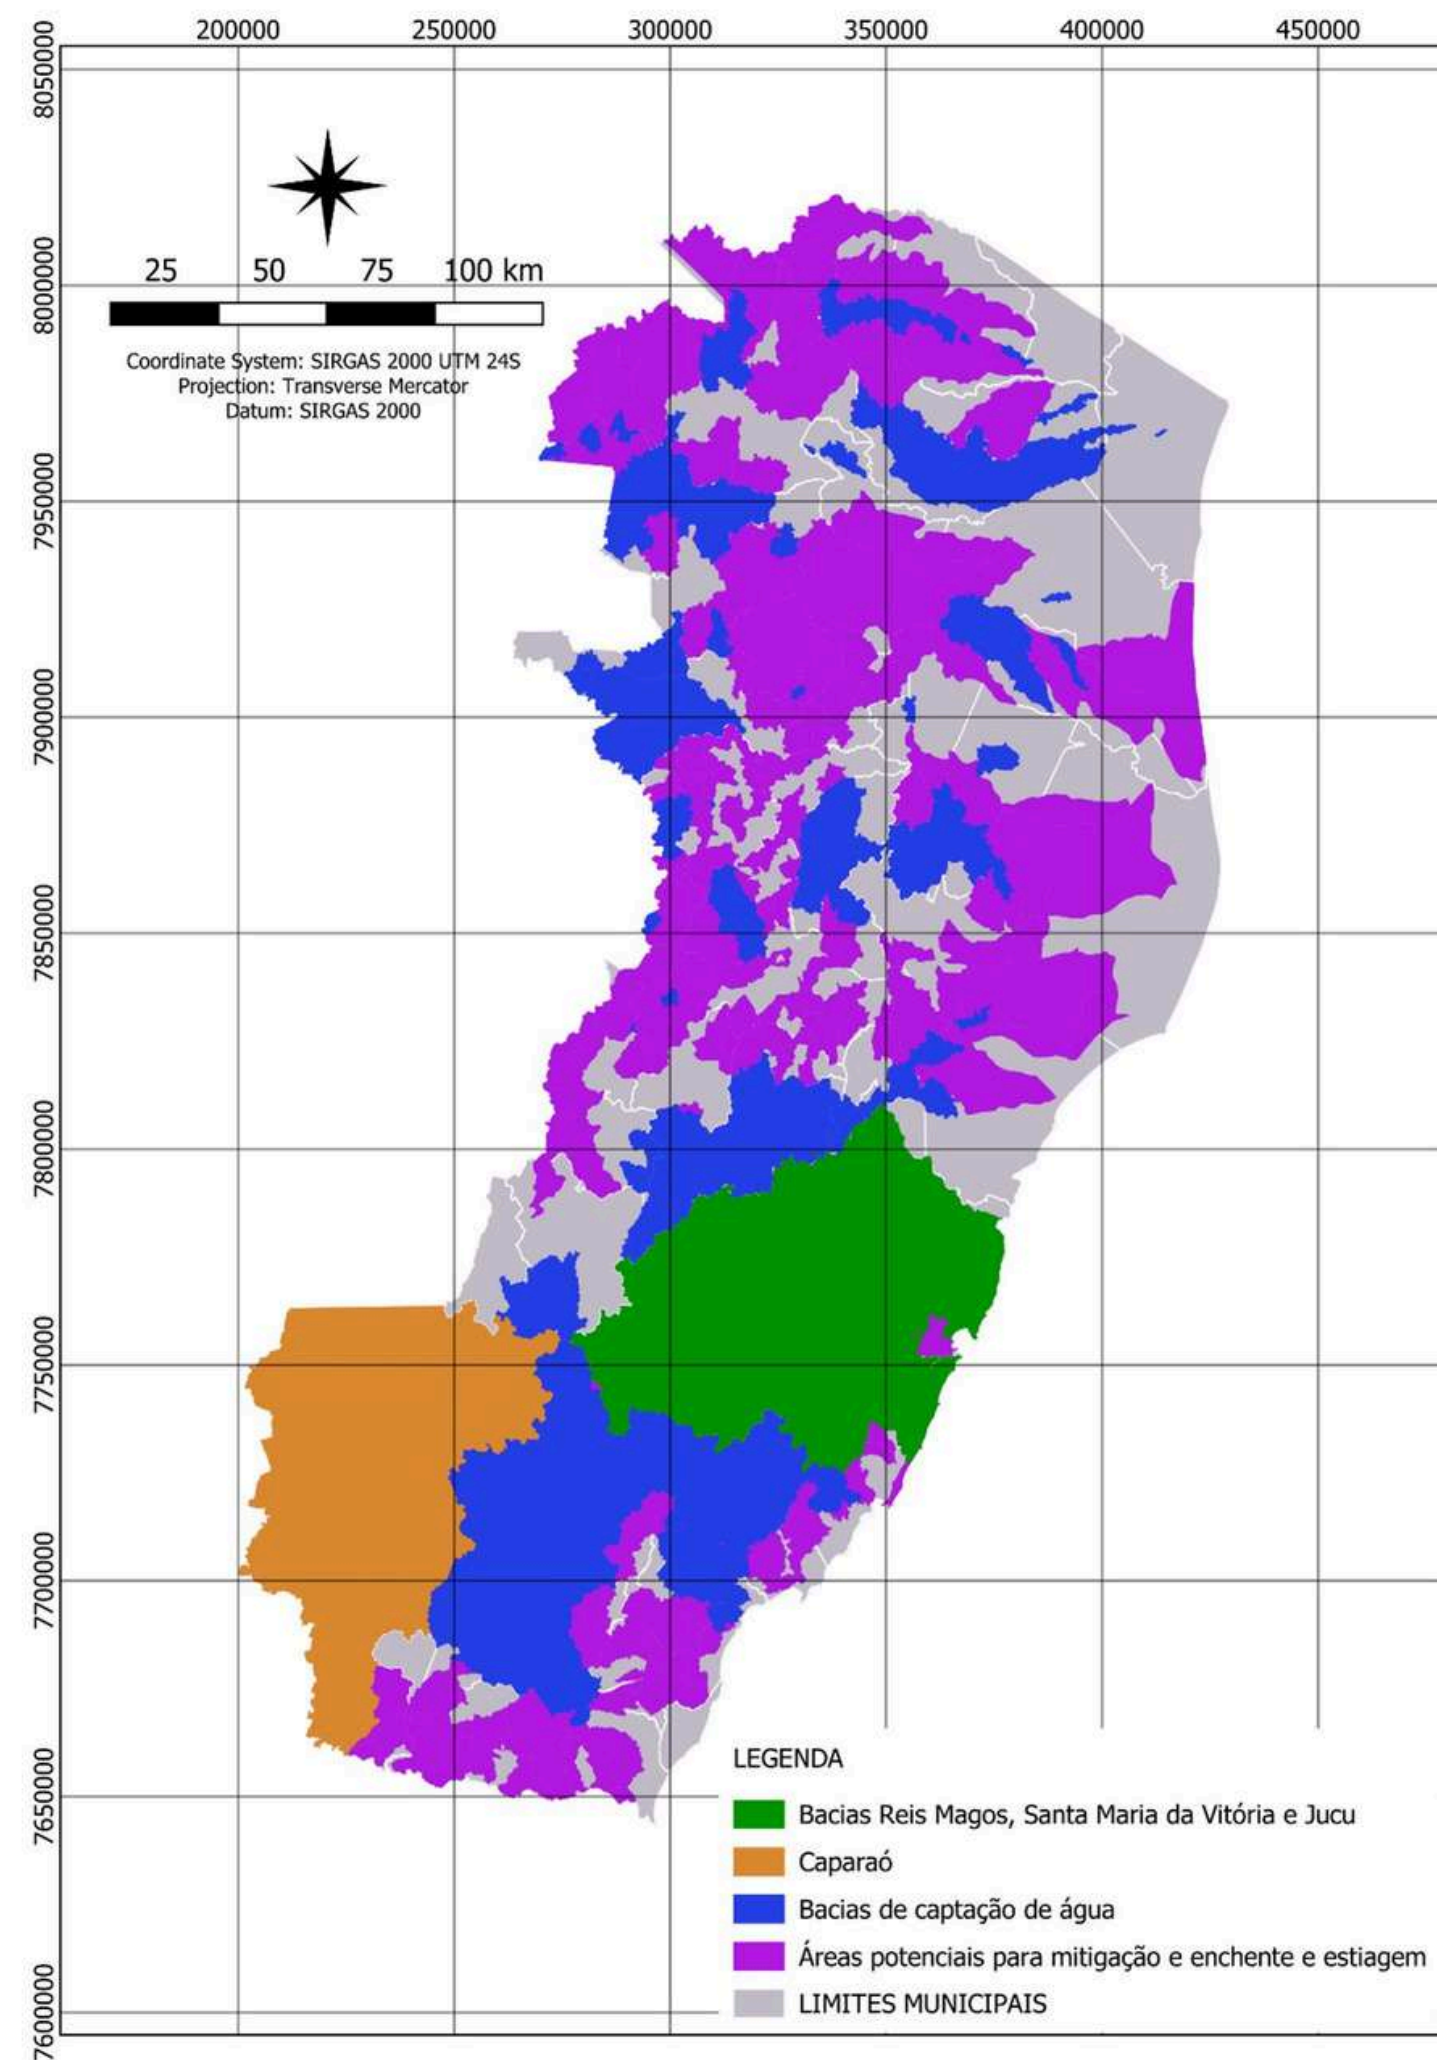 200000 250000 300000 350000 400000 450000
8050000
8000000
7950000
7900000
7850000
7800000
7750000
7700000
7650000
7600000
25 50 75 100 km
Coordinate System: SIRGAS 2000 UTM 24S
Projection: Transverse Mercator
Datum: SIRGAS 2000
LEGENDA
Bacias Reis Magos, Santa Maria da Vitória e Jucu
Caparaó
Bacias de captação de água
Áreas potenciais para mitigação e enchente e estiagem
LIMITES MUNICIPAIS